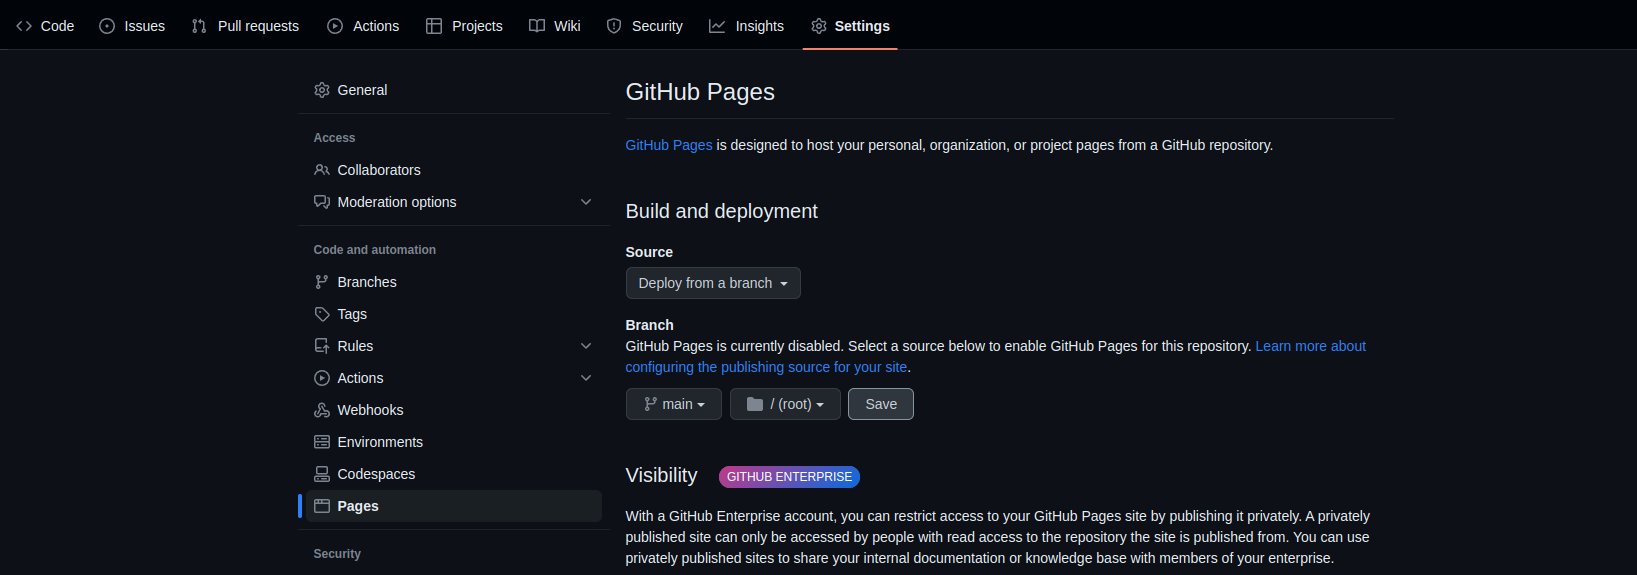 Code Issues Pull requests Actions Projects Wiki Security Insights Settings
General
Access
Collaborators
Moderation options
Code and automation
Branches
Tags
Rules
Actions
Webhooks
Environments
Codespaces
Pages
Security
GitHub Pages
GitHub Pages is designed to host your personal, organization, or project pages from a GitHub repository.
Build and deployment
Source
Deploy from a branch
Branch
GitHub Pages is currently disabled. Select a source below to enable GitHub Pages for this repository. Learn more about
configuring the publishing source for your site.
main / (root) Save
Visibility GITHUB ENTERPRISE
With a GitHub Enterprise account, you can restrict access to your GitHub Pages site by publishing it privately. A privately
published site can only be accessed by people with read access to the repository the site is published from. You can use
privately published sites to share your internal documentation or knowledge base with members of your enterprise.